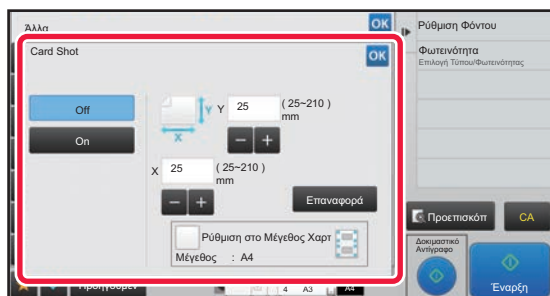 Άλλα
OK
Card Shot
OK
Off
On
Y
Y
25
( 25~210 )
mm
X
X
25
( 25~210 )
mm
Επαναφορά
Ρύθμιση στο Μέγεθος Χαρτ
Μέγεθος : A4
Ρύθμιση Φόντου
Φωτεινότητα
Επιλογή Τύπου/Φωτεινότητας
Προεπισκόπ
CA
Δοκιμαστικό
Αντίγραφο
Έναρξη
4
A3
A4